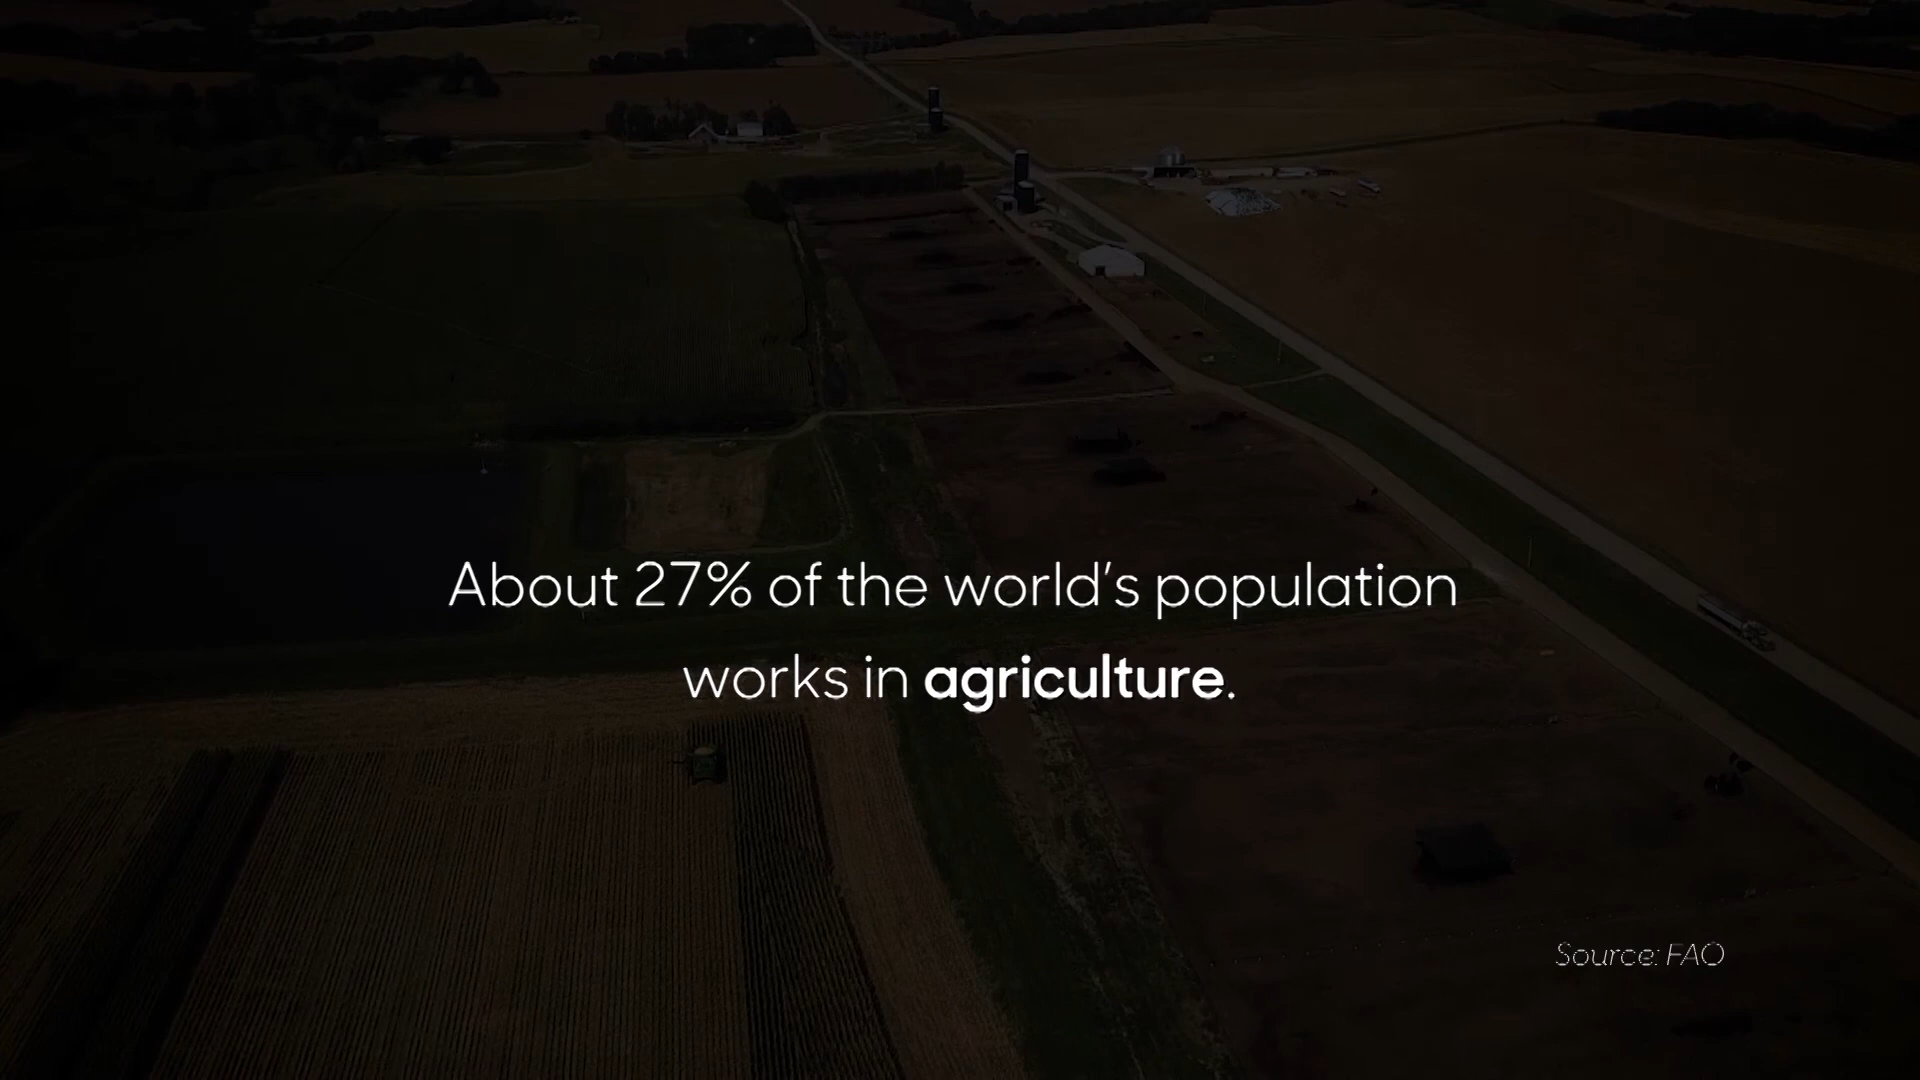 About 27% of the world's population
works in agriculture.
Source: FAO